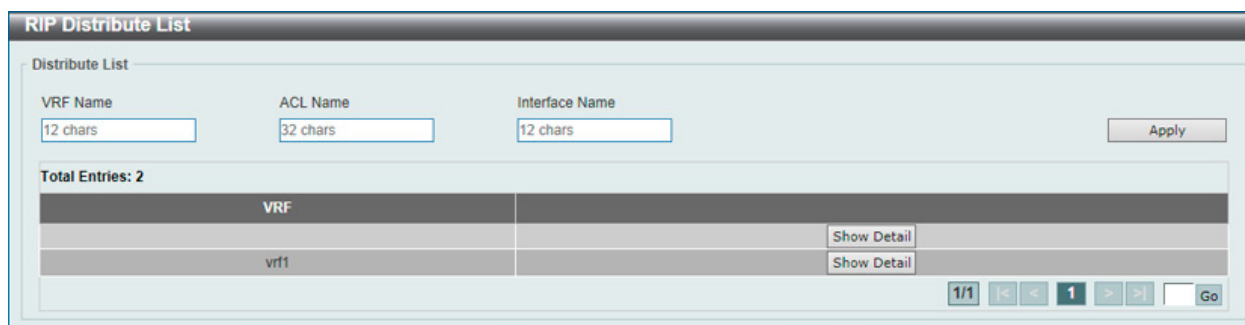 RIP Distribute List
Distribute List
VRF Name ACL Name Interface Name
12 chars 32 chars 12 chars Apply
Total Entries: 2
VRF
Show Detail
vrf1 Show Detail
1/1 |< < 1 > >| Go